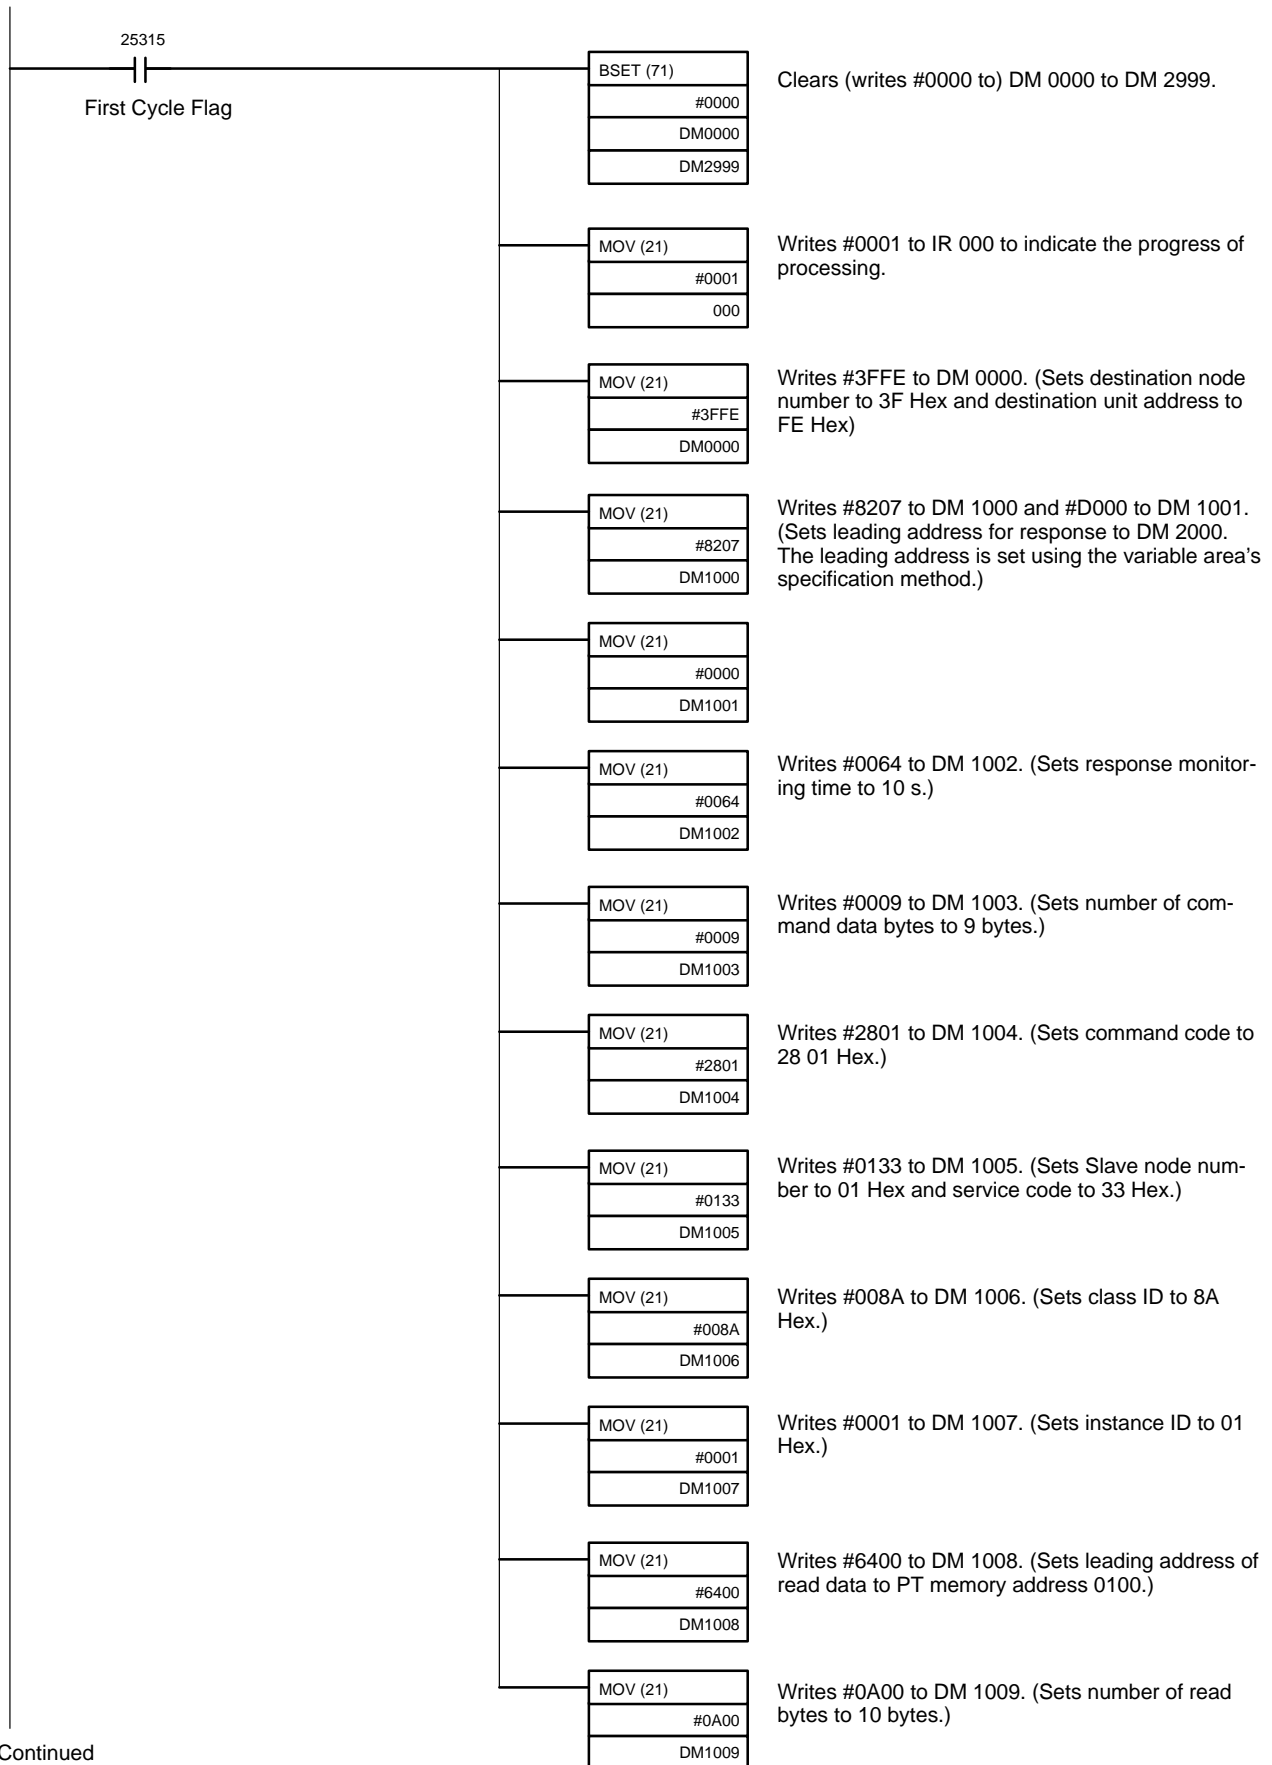 25315
First Cycle Flag
BSET (71)
#0000
DM0000
DM2999
Clears (writes #0000 to) DM 0000 to DM 2999.
MOV (21)
#0001
000
Writes #0001 to IR 000 to indicate the progress of
processing.
MOV (21)
#3FFE
DM0000
Writes #3FFE to DM 0000. (Sets destination node
number to 3F Hex and destination unit address to
FE Hex)
MOV (21)
#8207
DM1000
Writes #8207 to DM 1000 and #D000 to DM 1001.
(Sets leading address for response to DM 2000.
The leading address is set using the variable area’s
specification method.)
MOV (21)
#0000
DM1001
MOV (21)
#0064
DM1002
Writes #0064 to DM 1002. (Sets response monitor-
ing time to 10 s.)
MOV (21)
#0009
DM1003
Writes #0009 to DM 1003. (Sets number of com-
mand data bytes to 9 bytes.)
MOV (21)
#2801
DM1004
Writes #2801 to DM 1004. (Sets command code to
28 01 Hex.)
MOV (21)
#0133
DM1005
Writes #0133 to DM 1005. (Sets Slave node num-
ber to 01 Hex and service code to 33 Hex.)
MOV (21)
#008A
DM1006
Writes #008A to DM 1006. (Sets class ID to 8A
Hex.)
MOV (21)
#0001
DM1007
Writes #0001 to DM 1007. (Sets instance ID to 01
Hex.)
MOV (21)
#6400
DM1008
Writes #6400 to DM 1008. (Sets leading address of
read data to PT memory address 0100.)
MOV (21)
#0A00
DM1009
Writes #0A00 to DM 1009. (Sets number of read
bytes to 10 bytes.)
Continued